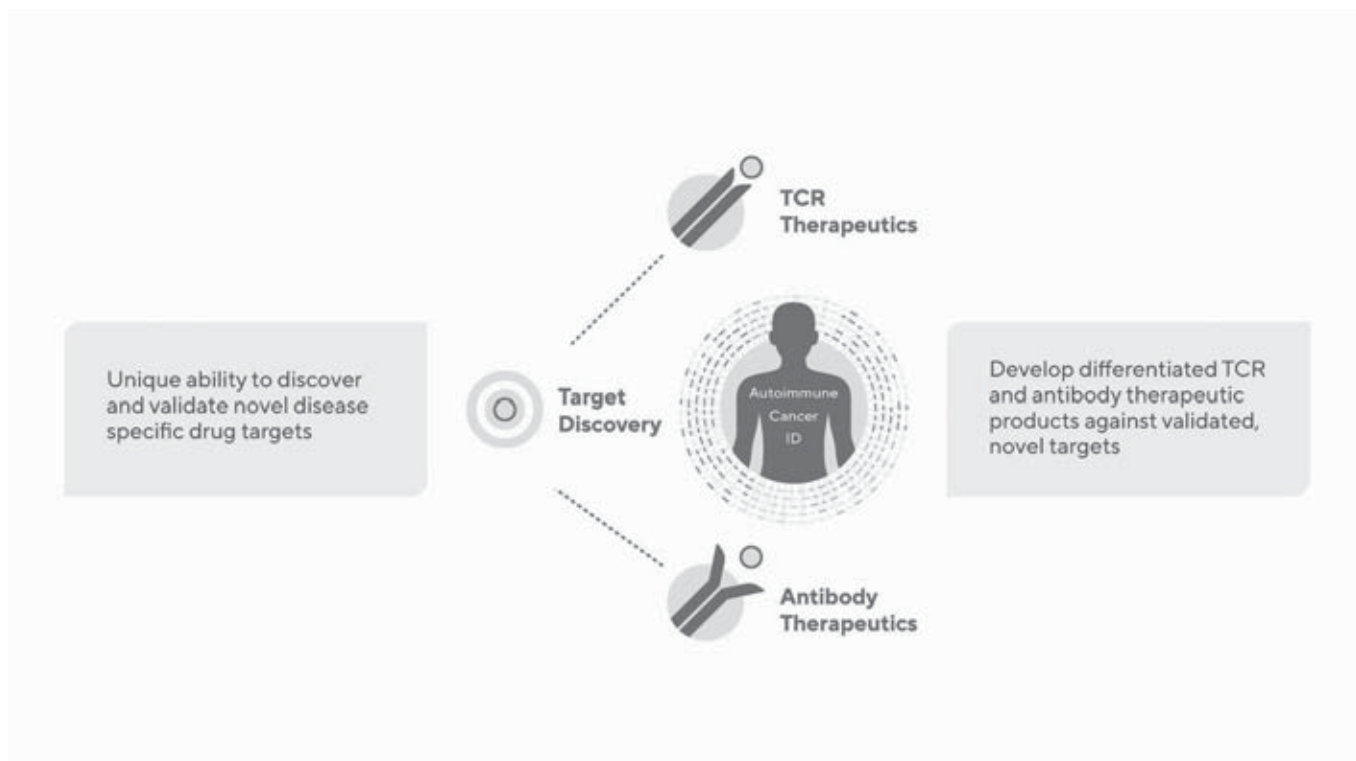 Unique ability to discover
and validate novel disease
specific drug targets
Target
Discovery
TCR
Therapeutics
Autoimmune
Cancer
ID
Antibody
Therapeutics
Develop differentiated TCR
and antibody therapeutic
products against validated,
novel targets